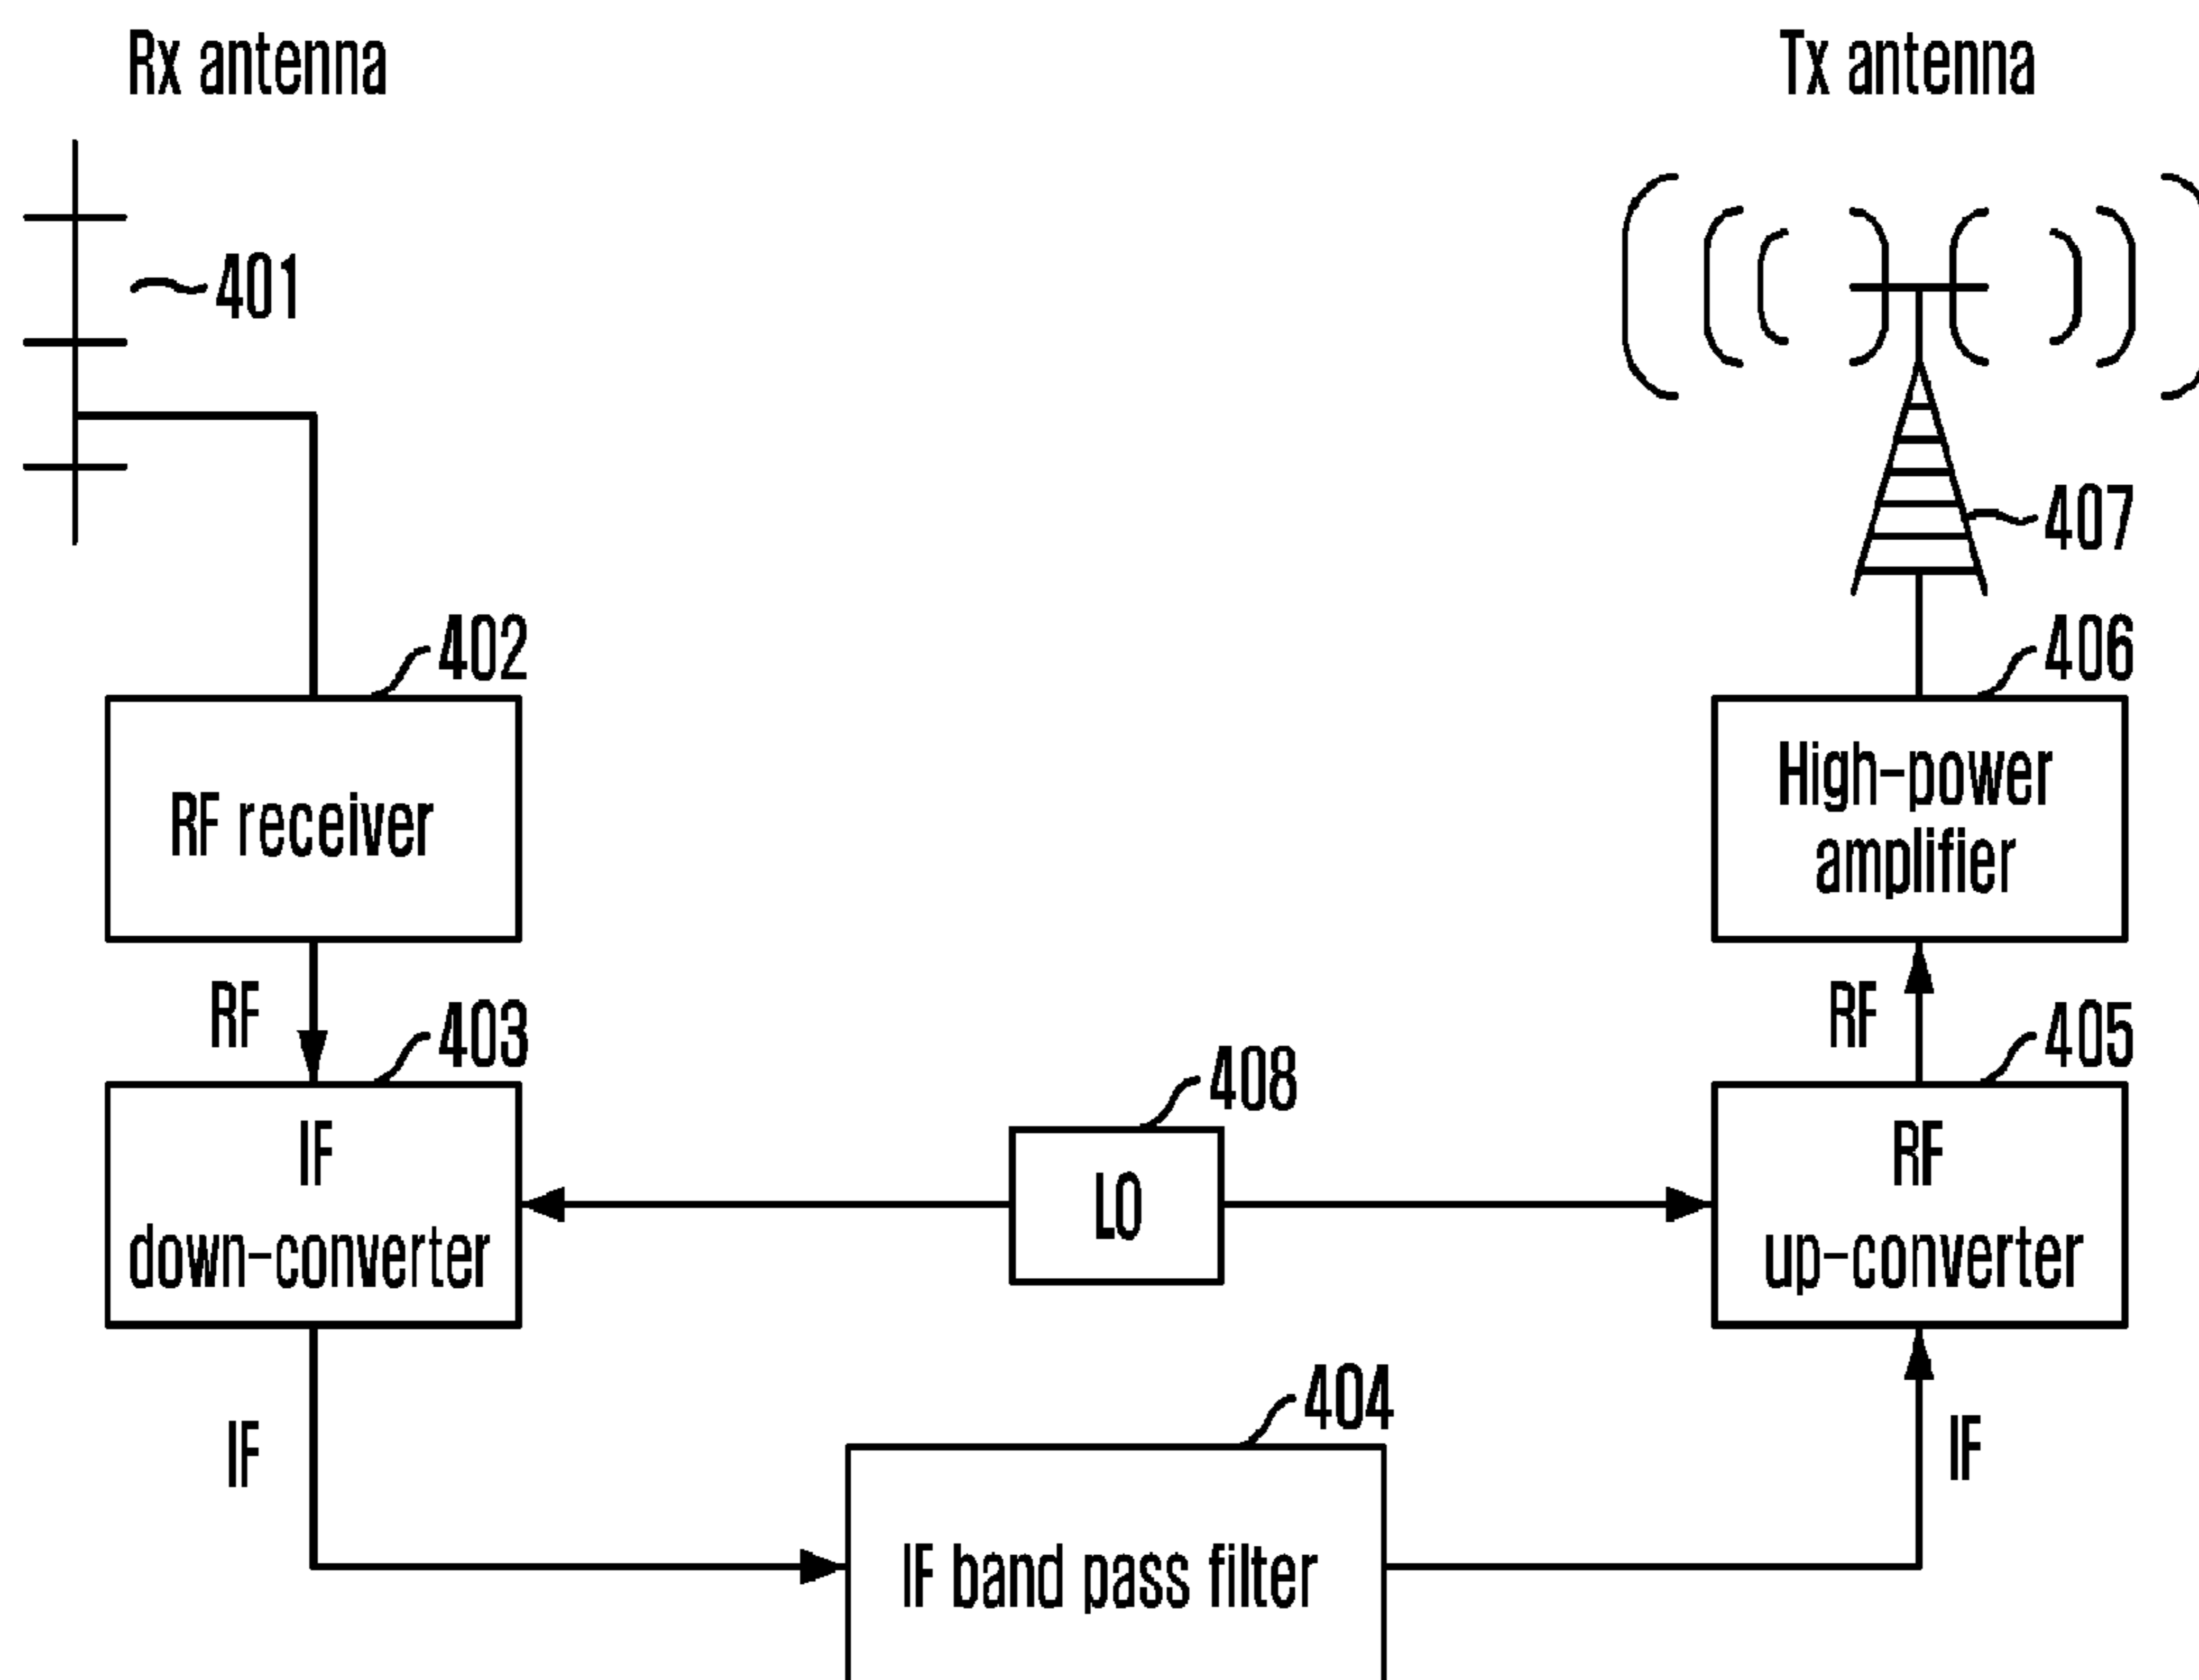 Rx antenna
Tx antenna
401
407
402
406
RF receiver
High-power
amplifier
RF
403
RF
405
408
IF
down-converter
LO
RF
up-converter
404
IF
IF
IF band pass filter